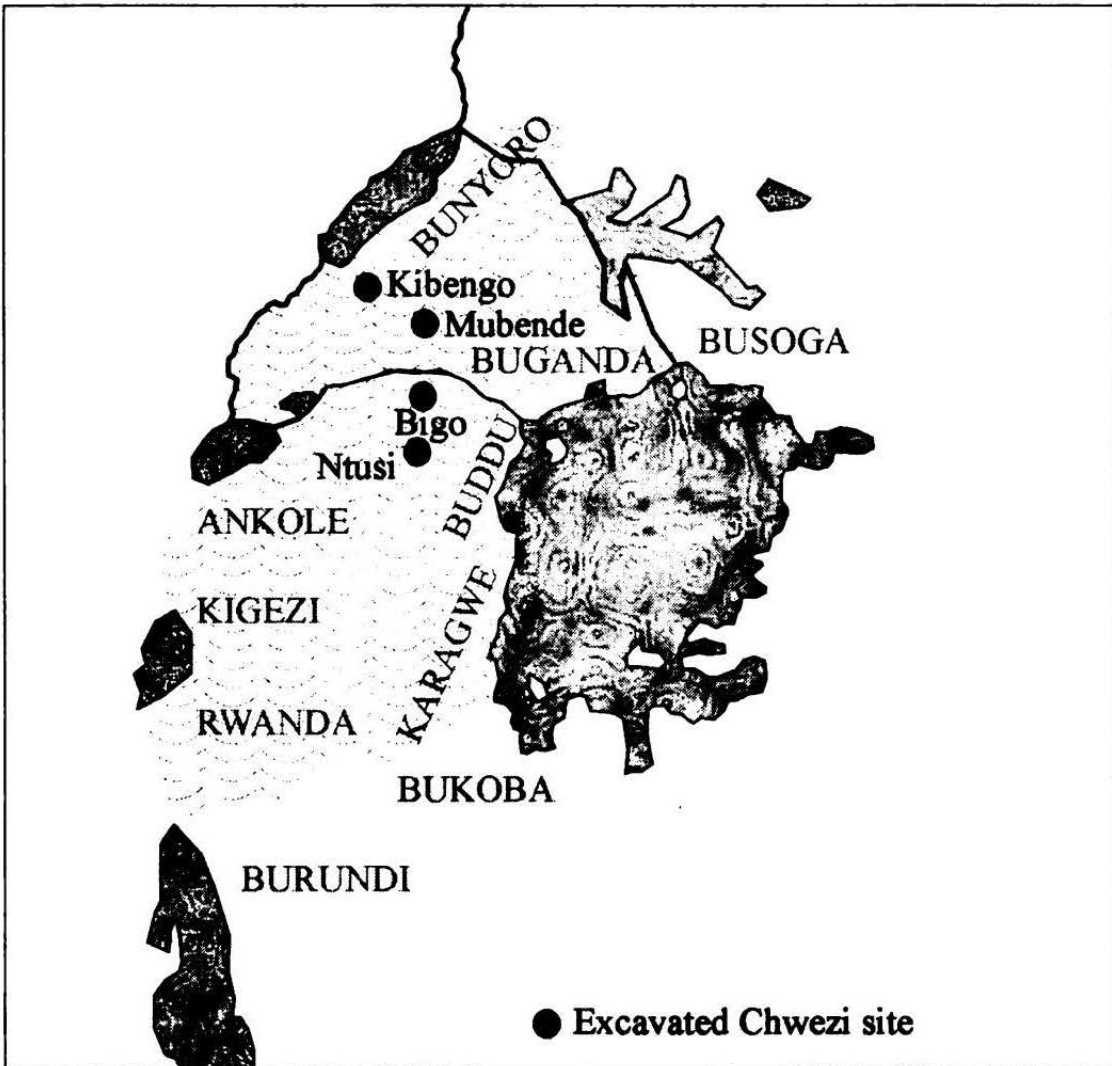 BUNYORO
Kibengo
Mubende
BUGANDA
BUSOGA
Bigo
BUDDU
Ntusi
ANKOLE
KARAGWE
KIGEZI
RWANDA
BUKOBA
BURUNDI
Excavated Chwezi site